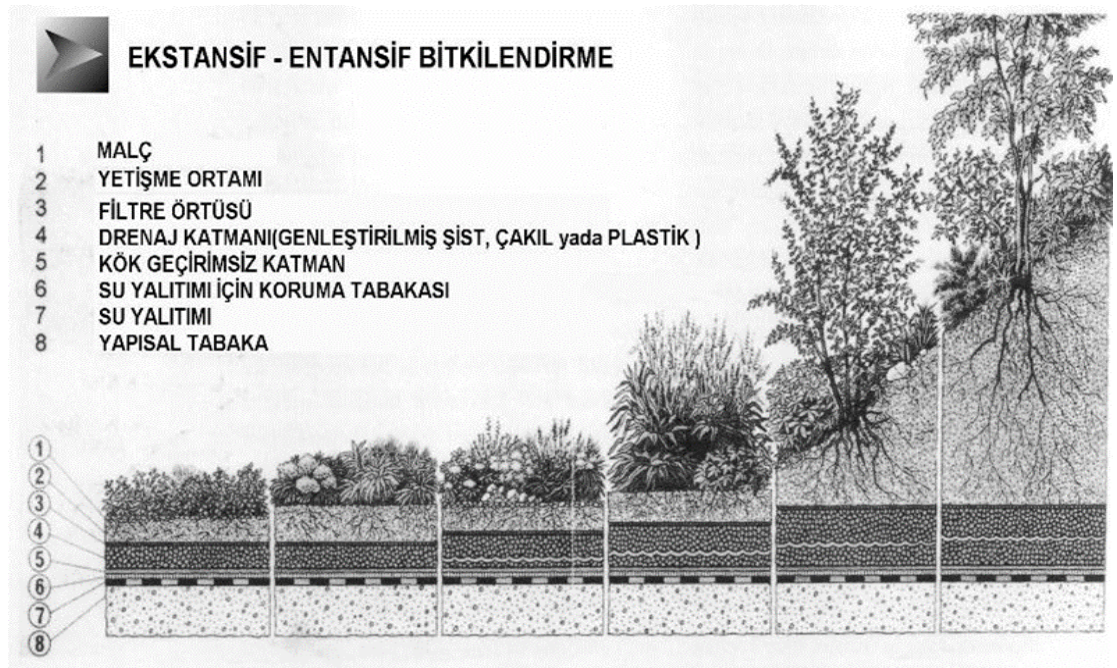 EKSTANSİF - ENTANSİF BİTKİLENDİRME
1 MALÇ
2 YETİŞME ORTAMI
3 FİLTRE ÖRTÜSÜ
4 DRENAJ KATMANI(GENLEŞTİRİLMİŞ ŞİST, ÇAKIL yada PLASTİK )
5 KÖK GEÇİRİMSİZ KATMAN
6 SU YALITIMI İÇİN KORUMA TABAKASI
7 SU YALITIMI
8 YAPISAL TABAKA
1
2
3
4
5
6
7
8